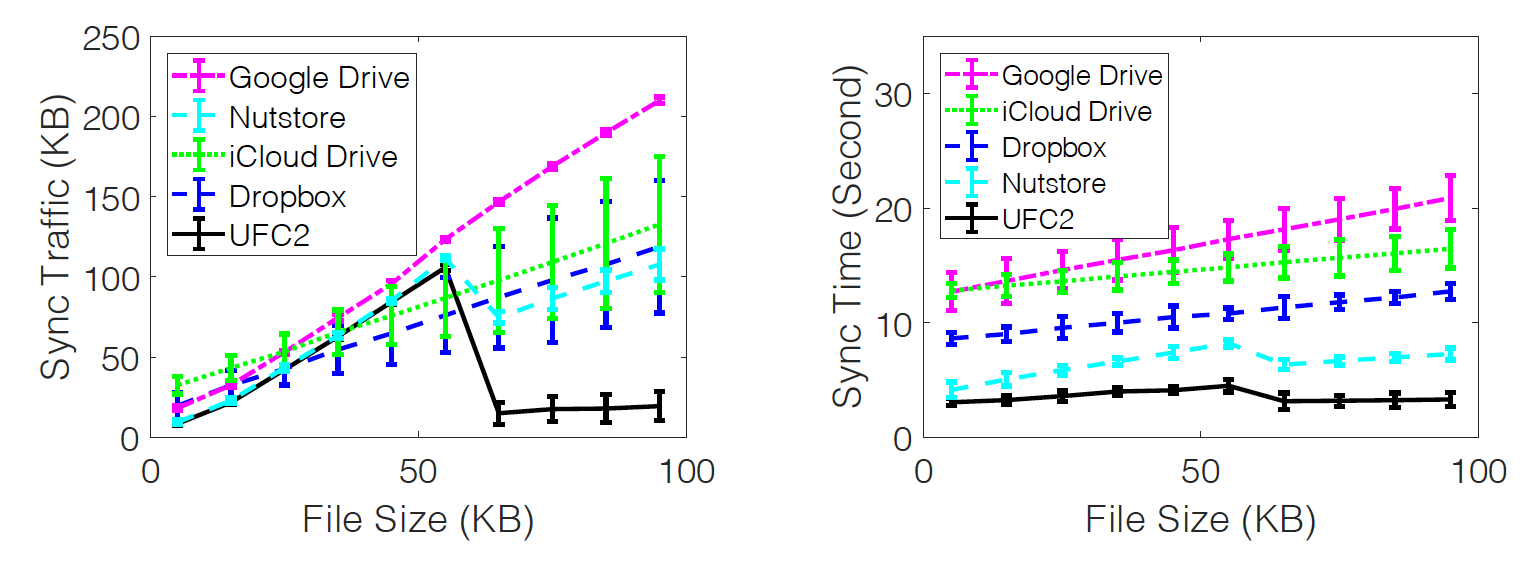 250
200
150
100
50
0
Sync Traffic (KB)
Google Drive
Nutstore
iCloud Drive
Dropbox
UFC2
0
50
100
File Size (KB)
30
20
10
0
Sync Time (Second)
Google Drive
iCloud Drive
Dropbox
Nutstore
UFC2
0
50
100
File Size (KB)